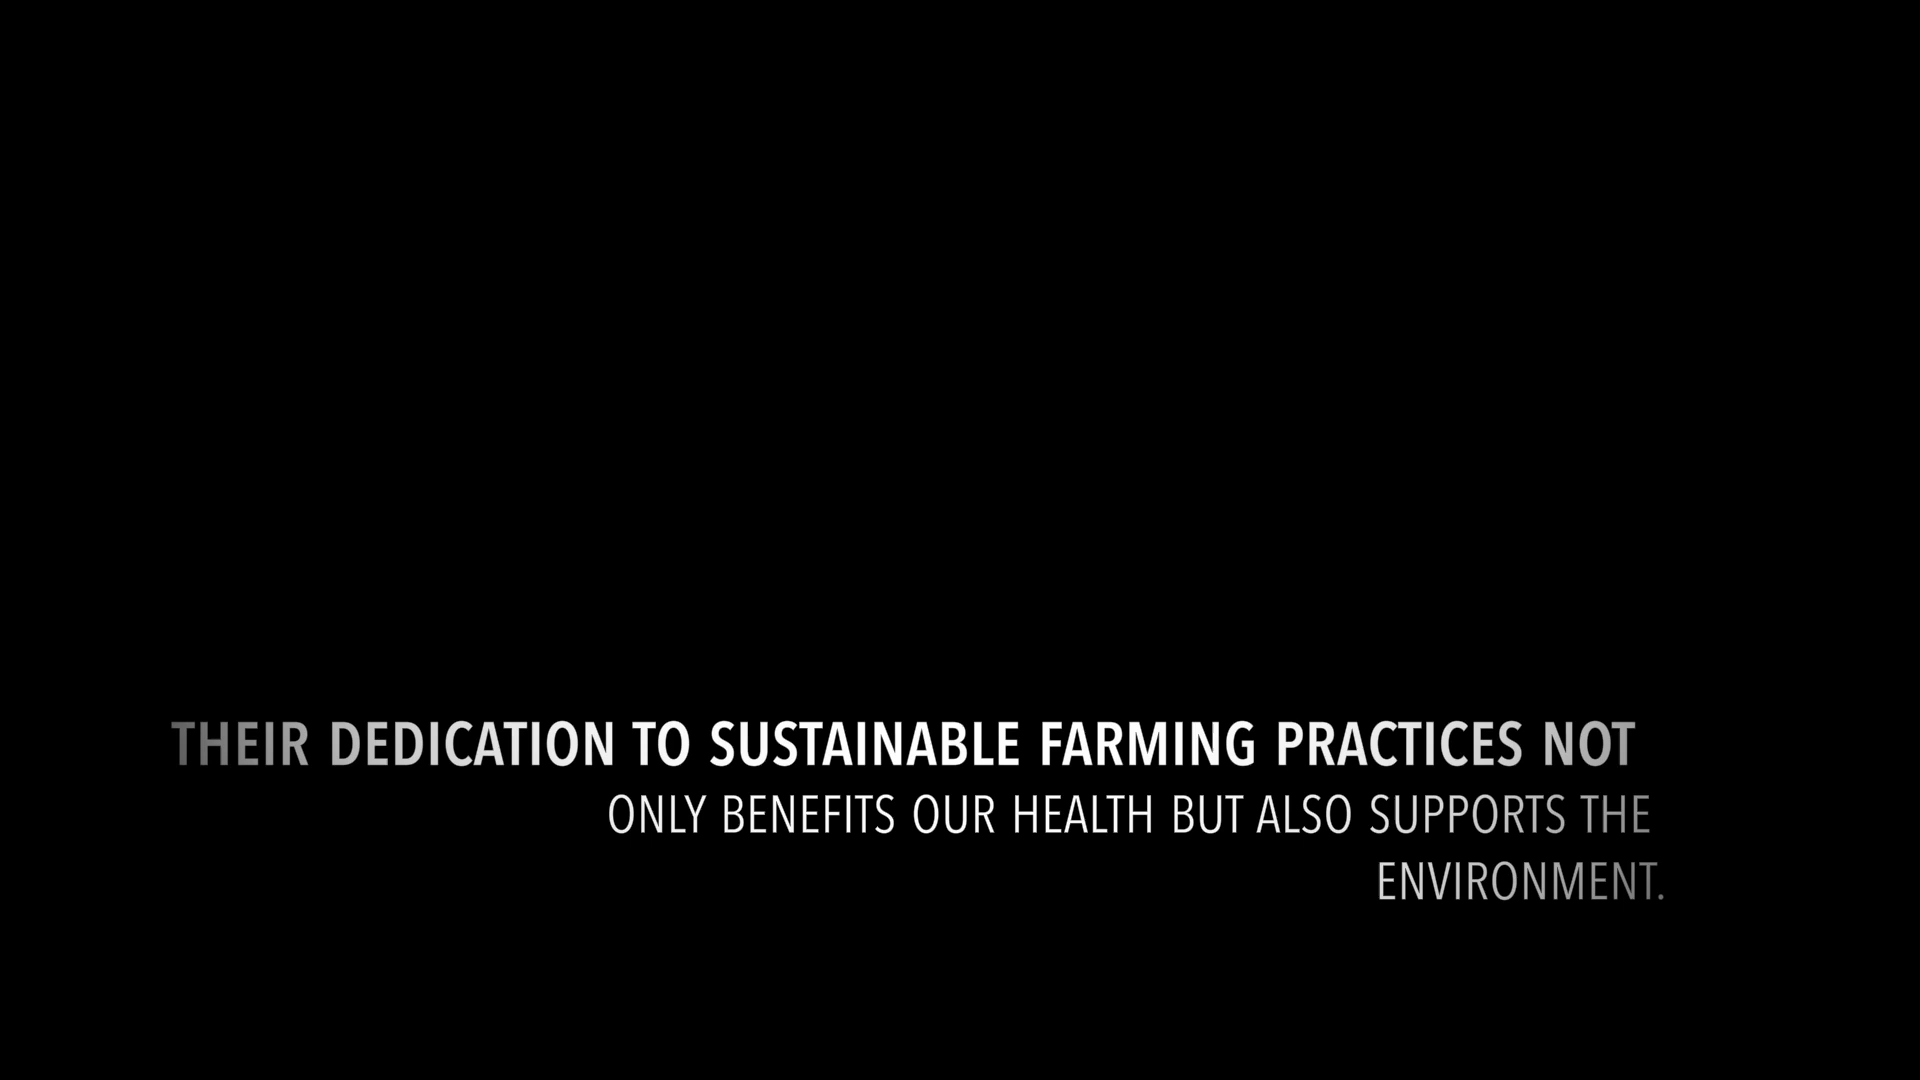 THEIR DEDICATION TO SUSTAINABLE FARMING PRACTICES NOT
ONLY BENEFITS OUR HEALTH BUT ALSO SUPPORTS THE
ENVIRONMENT.